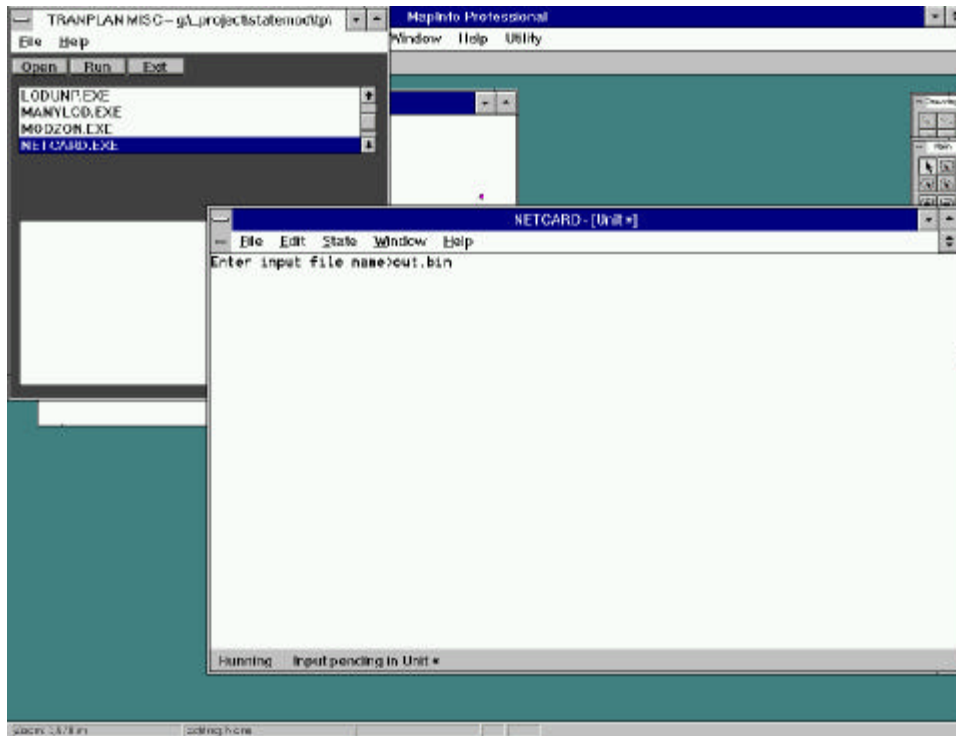 TRANPLAN MISC -
File Help
Open Run Exit
LODUNP.EXE
MANYLOD.EXE
MODZON.EXE
NETCARD.EXE
MapInfo Professional
Window Help Utility
Main
NETCARD - [Unit *]
File Edit State Window Help
Enter input file name>out.bin
Running Input pending in Unit *